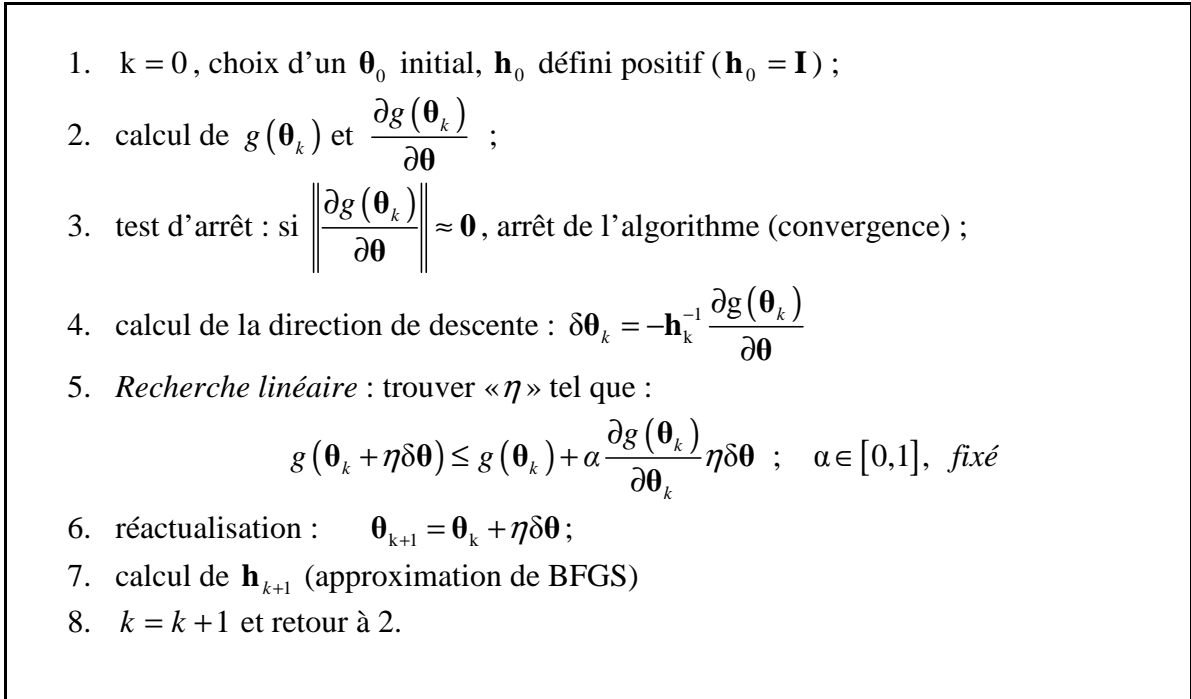 1. k = 0, choix d'un θ₀ initial, h₀ défini positif (h₀ = I) ;
2. calcul de g(θₖ) et ∂g(θₖ)/∂θ ;
3. test d'arrêt : si ‖∂g(θₖ)/∂θ‖ ≈ 0, arrêt de l'algorithme (convergence) ;
4. calcul de la direction de descente : δθₖ = −hₖ⁻¹ ∂g(θₖ)/∂θ
5. Recherche linéaire : trouver «η» tel que :
g(θₖ + ηδθ) ≤ g(θₖ) + α ∂g(θₖ)/∂θₖ ηδθ ; α ∈ [0,1], fixé
6. réactualisation : θₖ₊₁ = θₖ + ηδθ;
7. calcul de hₖ₊₁ (approximation de BFGS)
8. k = k +1 et retour à 2.